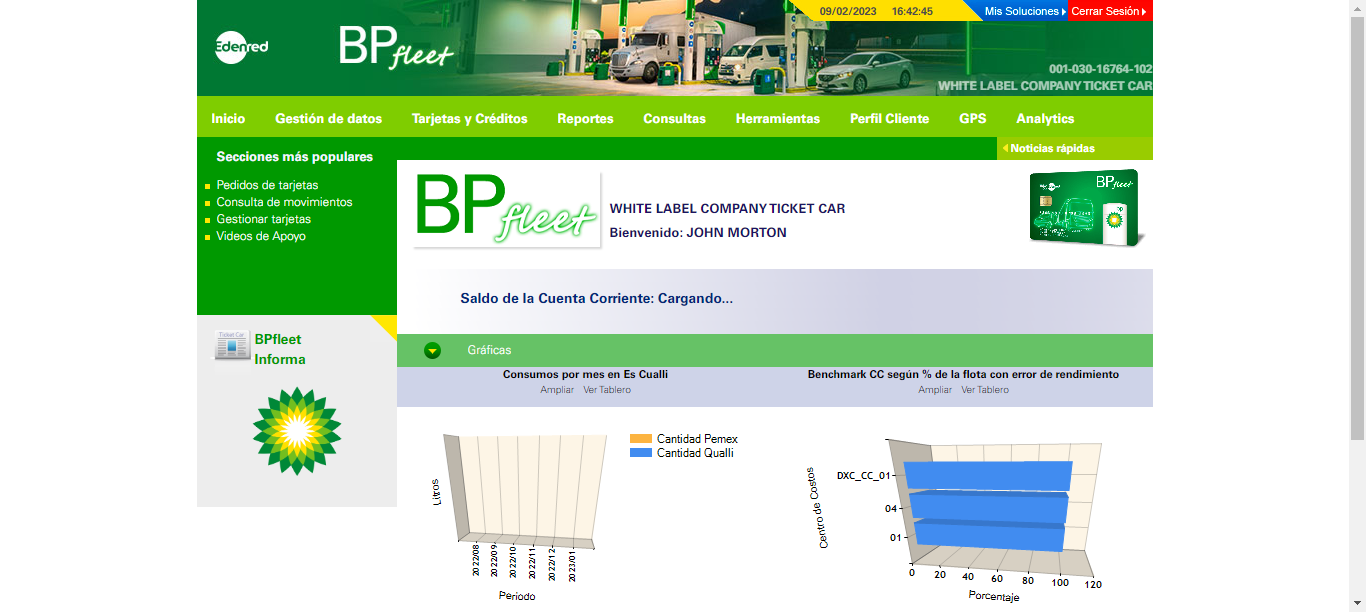 09/02/2023 16:42:45
Mis Soluciones
Cerrar Sesión
Edenred
BPfleet
001-030-16764-102
WHITE LABEL COMPANY TICKET CAR
Inicio
Gestión de datos
Tarjetas y Créditos
Reportes
Consultas
Herramientas
Perfil Cliente
GPS
Analytics
Noticias rápidas
Secciones más populares
Pedidos de tarjetas
Consulta de movimientos
Gestionar tarjetas
Videos de Apoyo
BPfleet
WHITE LABEL COMPANY TICKET CAR
Bienvenido: JOHN MORTON
BPfleet
Saldo de la Cuenta Corriente: Cargando...
Ticket Car
BPfleet
Informa
Gráficas
Consumos por mes en Es Cualli
Ampliar Ver Tablero
Benchmark CC según % de la flota con error de rendimiento
Ampliar Ver Tablero
Cantidad Pemex
Cantidad Qualli
Litros
2022/08
2022/09
2022/10
2022/11
2022/12
2023/01
Período
Centro de Costos
DXC_CC_01
04
01
0 20 40 60 80 100 120
Porcentaje